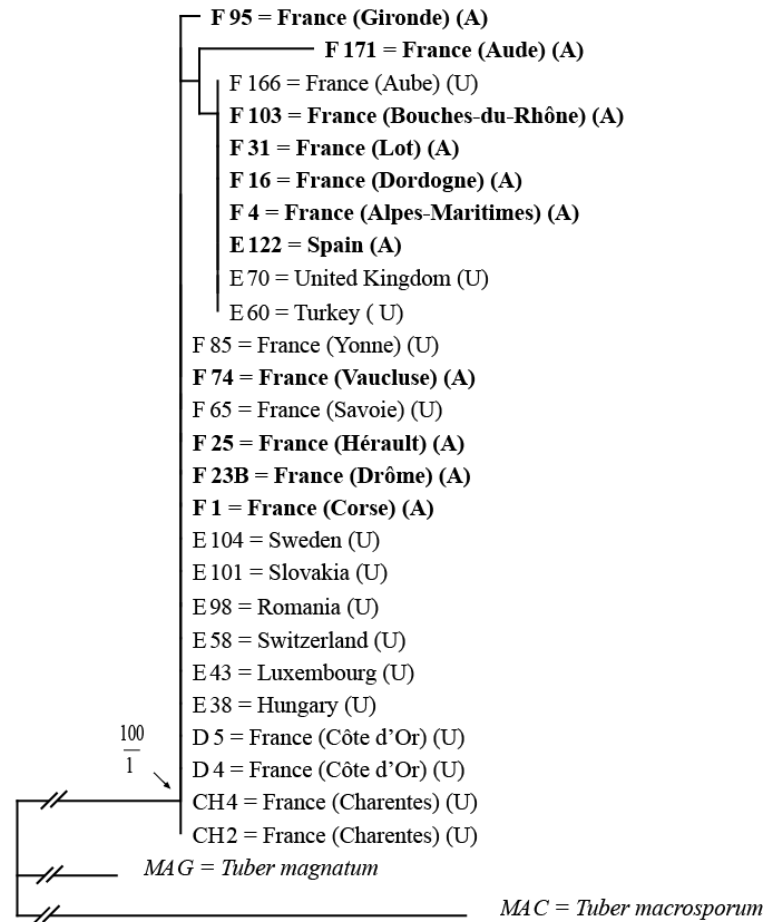 F 95 = France (Gironde) (A)
F 171 = France (Aude) (A)
F 166 = France (Aube) (U)
F 103 = France (Bouches-du-Rhône) (A)
F 31 = France (Lot) (A)
F 16 = France (Dordogne) (A)
F 4 = France (Alpes-Maritimes) (A)
E 122 = Spain (A)
E 70 = United Kingdom (U)
E 60 = Turkey ( U)
F 85 = France (Yonne) (U)
F 74 = France (Vaucluse) (A)
F 65 = France (Savoie) (U)
F 25 = France (Hérault) (A)
F 23B = France (Drôme) (A)
F 1 = France (Corse) (A)
E 104 = Sweden (U)
E 101 = Slovakia (U)
E 98 = Romania (U)
E 58 = Switzerland (U)
E 43 = Luxembourg (U)
E 38 = Hungary (U)
100
1
D 5 = France (Côte d’Or) (U)
D 4 = France (Côte d’Or) (U)
CH4 = France (Charentes) (U)
CH2 = France (Charentes) (U)
MAG = Tuber magnatum
MAC = Tuber macrosporum